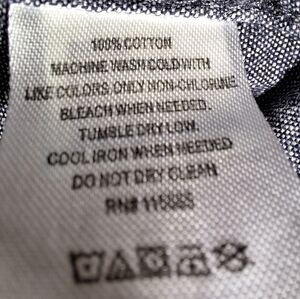 100% COTTON
MACHINE WASH COLD WITH
LIKE COLORS ONLY NON-CHLORINE
BLEACH WHEN NEEDED.
TUMBLE DRY LOW.
COOL IRON WHEN NEEDED
DO NOT DRY CLEAN
RN#